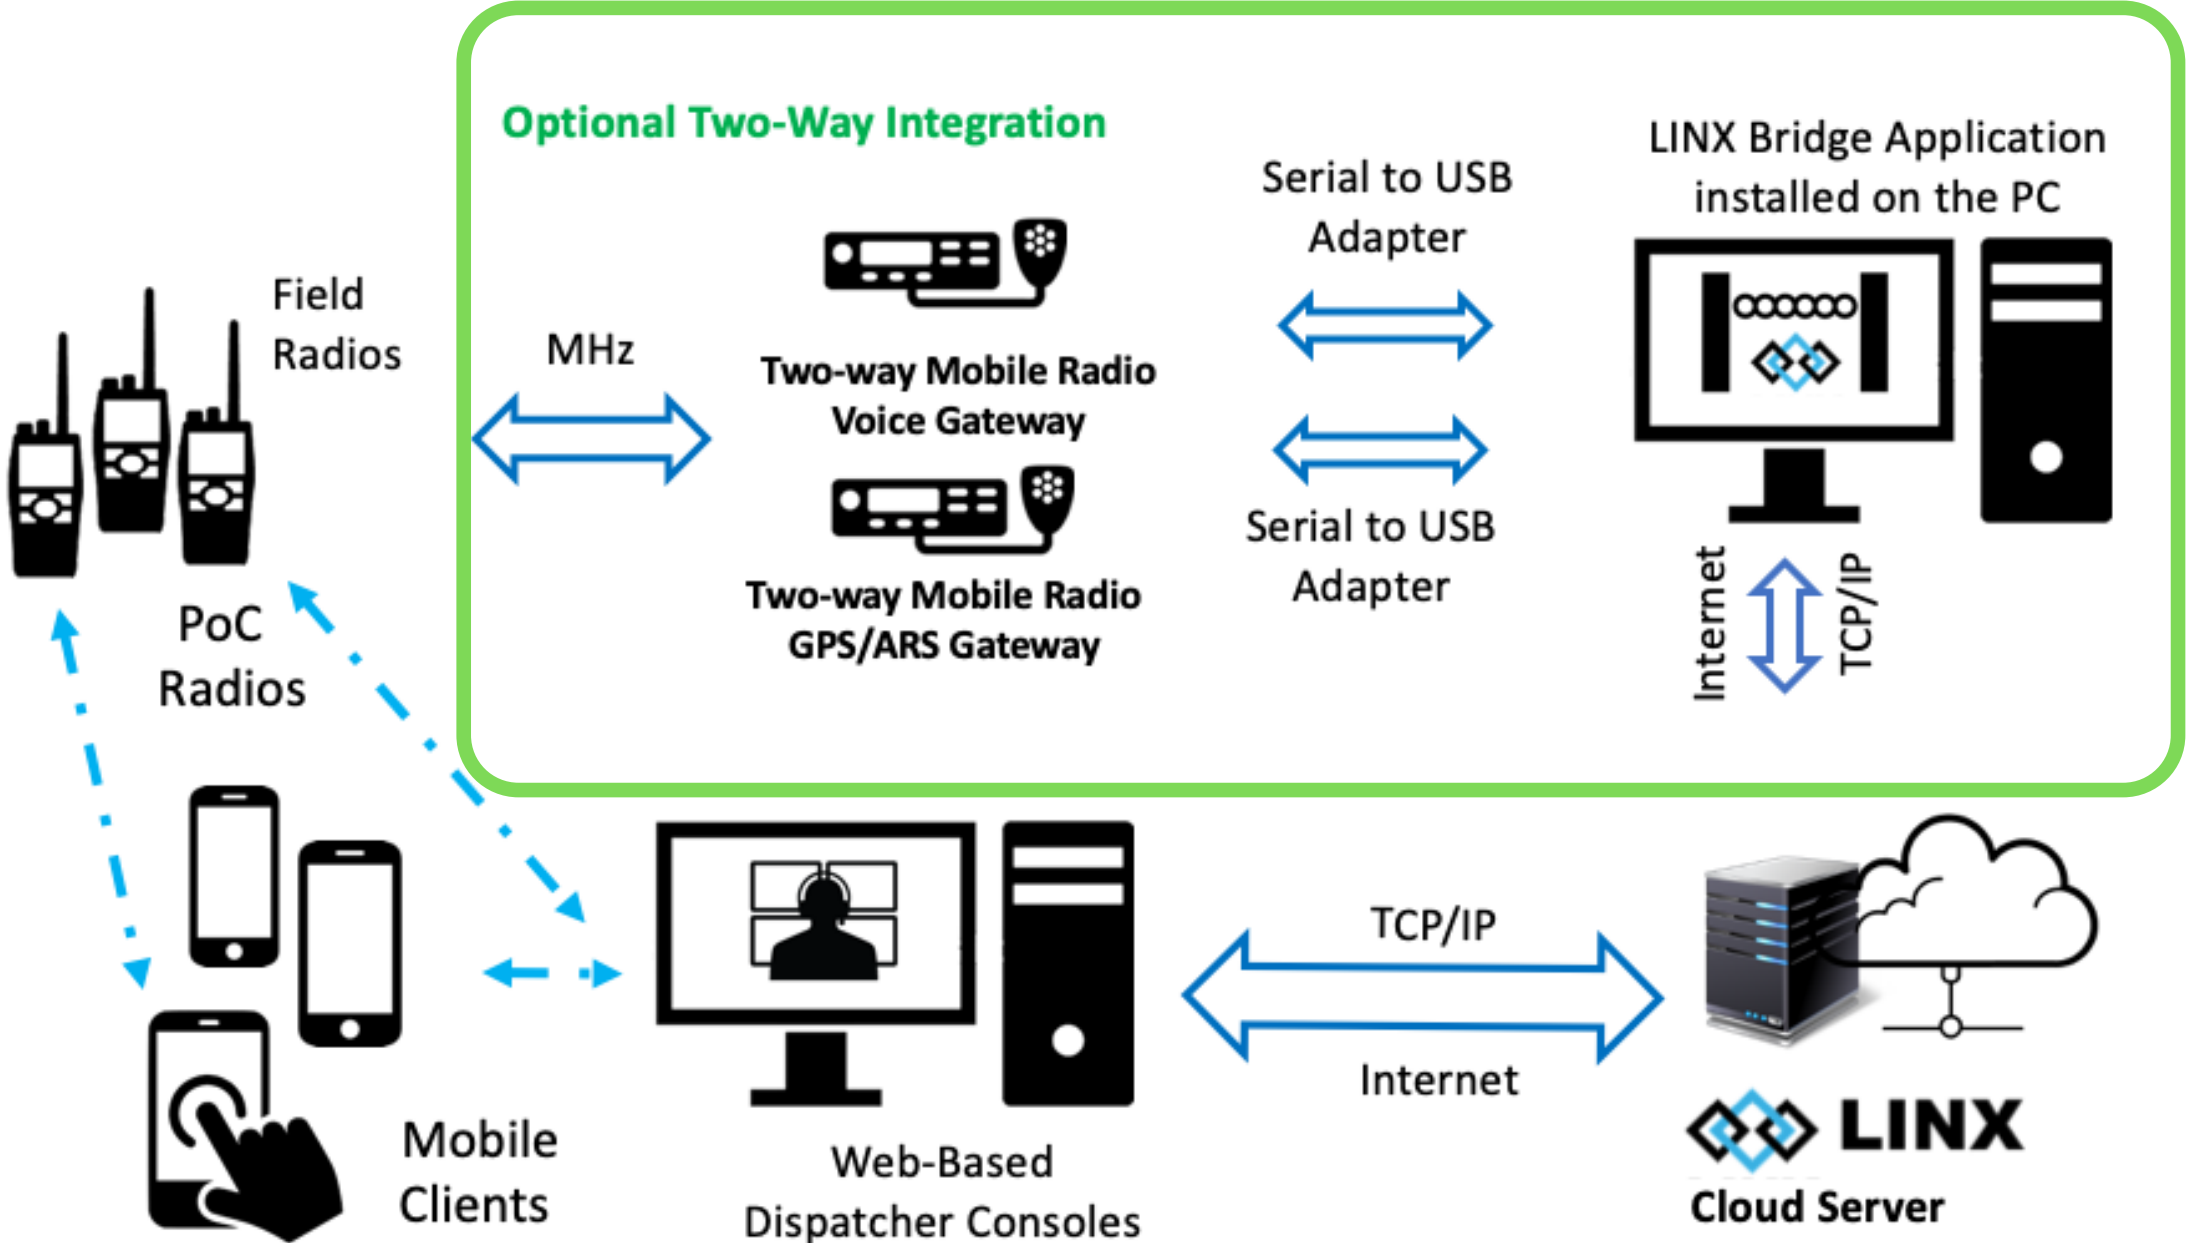 Optional Two-Way Integration
LINX Bridge Application
installed on the PC
Serial to USB
Adapter
Field
Radios
MHz
Two-way Mobile Radio
Voice Gateway
Serial to USB
Adapter
Two-way Mobile Radio
GPS/ARS Gateway
Internet
TCP/IP
PoC
Radios
TCP/IP
Internet
Mobile
Clients
Web-Based
Dispatcher Consoles
LINX
Cloud Server